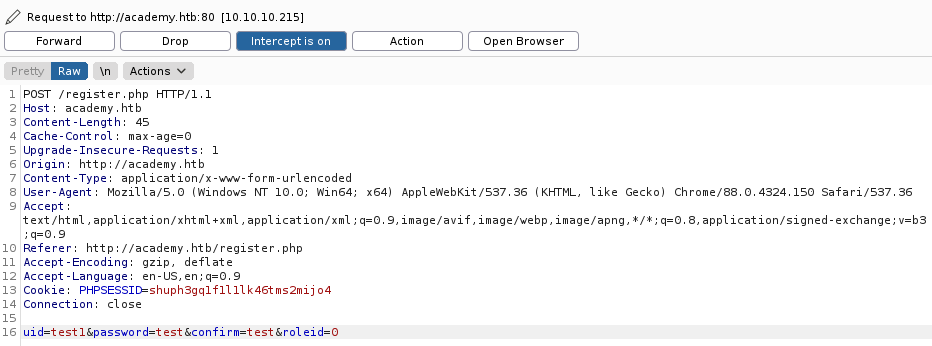 Request to http://academy.htb:80 [10.10.10.215]
Forward Drop Intercept is on Action Open Browser
Pretty Raw \n Actions
1 POST /register.php HTTP/1.1
2 Host: academy.htb
3 Content-Length: 45
4 Cache-Control: max-age=0
5 Upgrade-Insecure-Requests: 1
6 Origin: http://academy.htb
7 Content-Type: application/x-www-form-urlencoded
8 User-Agent: Mozilla/5.0 (Windows NT 10.0; Win64; x64) AppleWebKit/537.36 (KHTML, like Gecko) Chrome/88.0.4324.150 Safari/537.36
9 Accept:
text/html,application/xhtml+xml,application/xml;q=0.9,image/avif,image/webp,image/apng,*/*;q=0.8,application/signed-exchange;v=b3
;q=0.9
10 Referer: http://academy.htb/register.php
11 Accept-Encoding: gzip, deflate
12 Accept-Language: en-US,en;q=0.9
13 Cookie: PHPSESSID=shuph3gq1f1l1lk46tms2mijo4
14 Connection: close
15
16 uid=test1&password=test&confirm=test&roleid=0